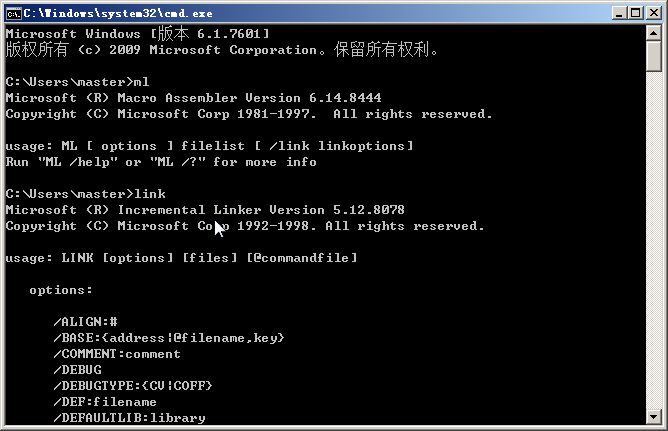 C:\Windows\system32\cmd.exe
Microsoft Windows [版本 6.1.7601]
版权所有 (c) 2009 Microsoft Corporation。保留所有权利。
C:\Users\master>ml
Microsoft (R) Macro Assembler Version 6.14.8444
Copyright (C) Microsoft Corp 1981-1997.  All rights reserved.
usage: ML [ options ] filelist [ /link linkoptions]
Run "ML /help" or "ML /?" for more info
C:\Users\master>link
Microsoft (R) Incremental Linker Version 5.12.8078
Copyright (C) Microsoft Corp 1992-1998. All rights reserved.
usage: LINK [options] [files] [@commandfile]
options:
/ALIGN:#
/BASE:{address|@filename,key}
/COMMENT:comment
/DEBUG
/DEBUGTYPE:{CV|COFF}
/DEF:filename
/DEFAULTLIB:library